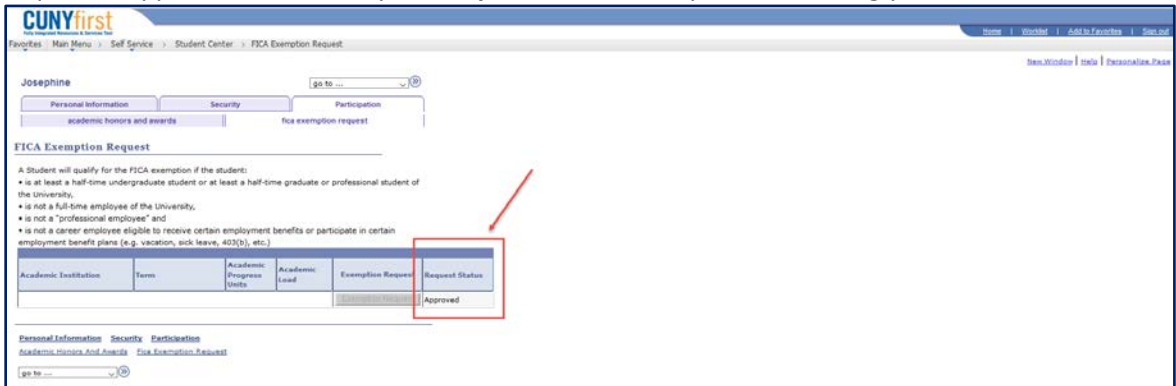 CUNYfirst
Fully Integrated Resources & Services Tool
Home | Worklist | Add to Favorites | Sign out
Favorites Main Menu > Self Service > Student Center > FICA Exemption Request
New Window | Help | Personalize Page
Josephine
go to ...
Personal Information Security Participation
academic honors and awards fica exemption request
FICA Exemption Request
A Student will qualify for the FICA exemption if the student:
• is at least a half-time undergraduate student or at least a half-time graduate or professional student of
the University,
• is not a full-time employee of the University,
• is not a "professional employee" and
• is not a career employee eligible to receive certain employment benefits or participate in certain
employment benefit plans (e.g. vacation, sick leave, 403(b), etc.)
Academic Institution Term Academic Progress Units Academic Load Exemption Request Request Status
Exemption Request Approved
Personal Information Security Participation
Academic Honors And Awards Fica Exemption Request
go to ...